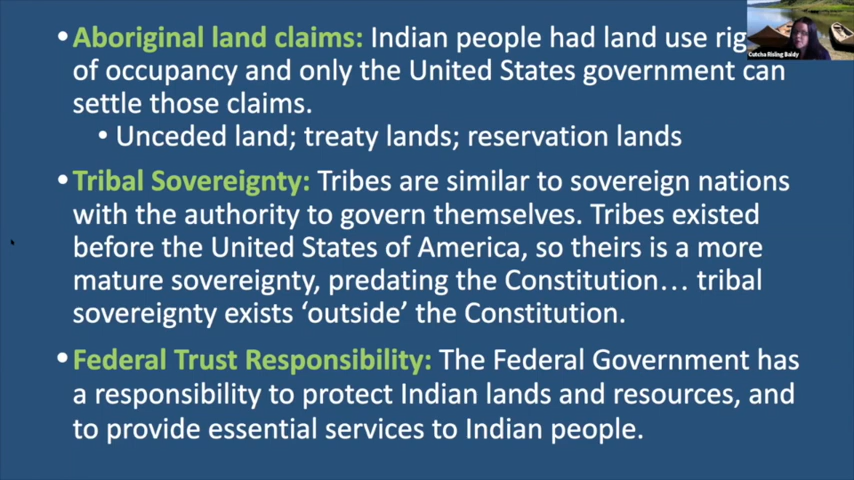 • Aboriginal land claims: Indian people had land use rig
of occupancy and only the United States government can
settle those claims.
• Unceded land; treaty lands; reservation lands
• Tribal Sovereignty: Tribes are similar to sovereign nations
with the authority to govern themselves. Tribes existed
before the United States of America, so theirs is a more
mature sovereignty, predating the Constitution... tribal
sovereignty exists ‘outside’ the Constitution.
• Federal Trust Responsibility: The Federal Government has
a responsibility to protect Indian lands and resources, and
to provide essential services to Indian people.
Cutcha Risling Baldy